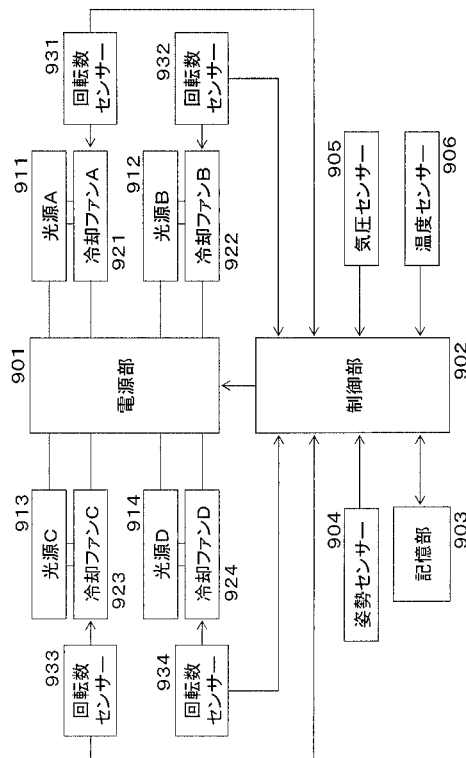 933
回転数
センサー
934
回転数
センサー
913
光源C
冷却ファンC
923
914
光源D
冷却ファンD
924
901
電源部
911
光源A
冷却ファンA
921
912
光源B
冷却ファンB
922
931
回転数
センサー
932
回転数
センサー
904
姿勢センサー
記憶部
903
制御部
902
905
気圧センサー
温度センサー
906